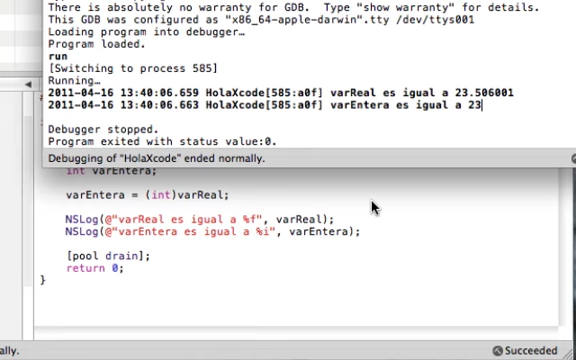 There is absolutely no warranty for GDB.  Type "show warranty" for details.
This GDB was configured as "x86_64-apple-darwin".tty /dev/ttys001
Loading program into debugger…
Program loaded.
run
[Switching to process 585]
Running…
2011-04-16 13:40:06.659 HolaXcode[585:a0f] varReal es igual a 23.506001
2011-04-16 13:40:06.663 HolaXcode[585:a0f] varEntera es igual a 23
Debugger stopped.
Program exited with status value:0.
Debugging of "HolaXcode" ended normally.
int varEntera;
varEntera = (int)varReal;
NSLog(@"varReal es igual a %f", varReal);
NSLog(@"varEntera es igual a %i", varEntera);
[pool drain];
return 0;
}
ally.
Succeeded